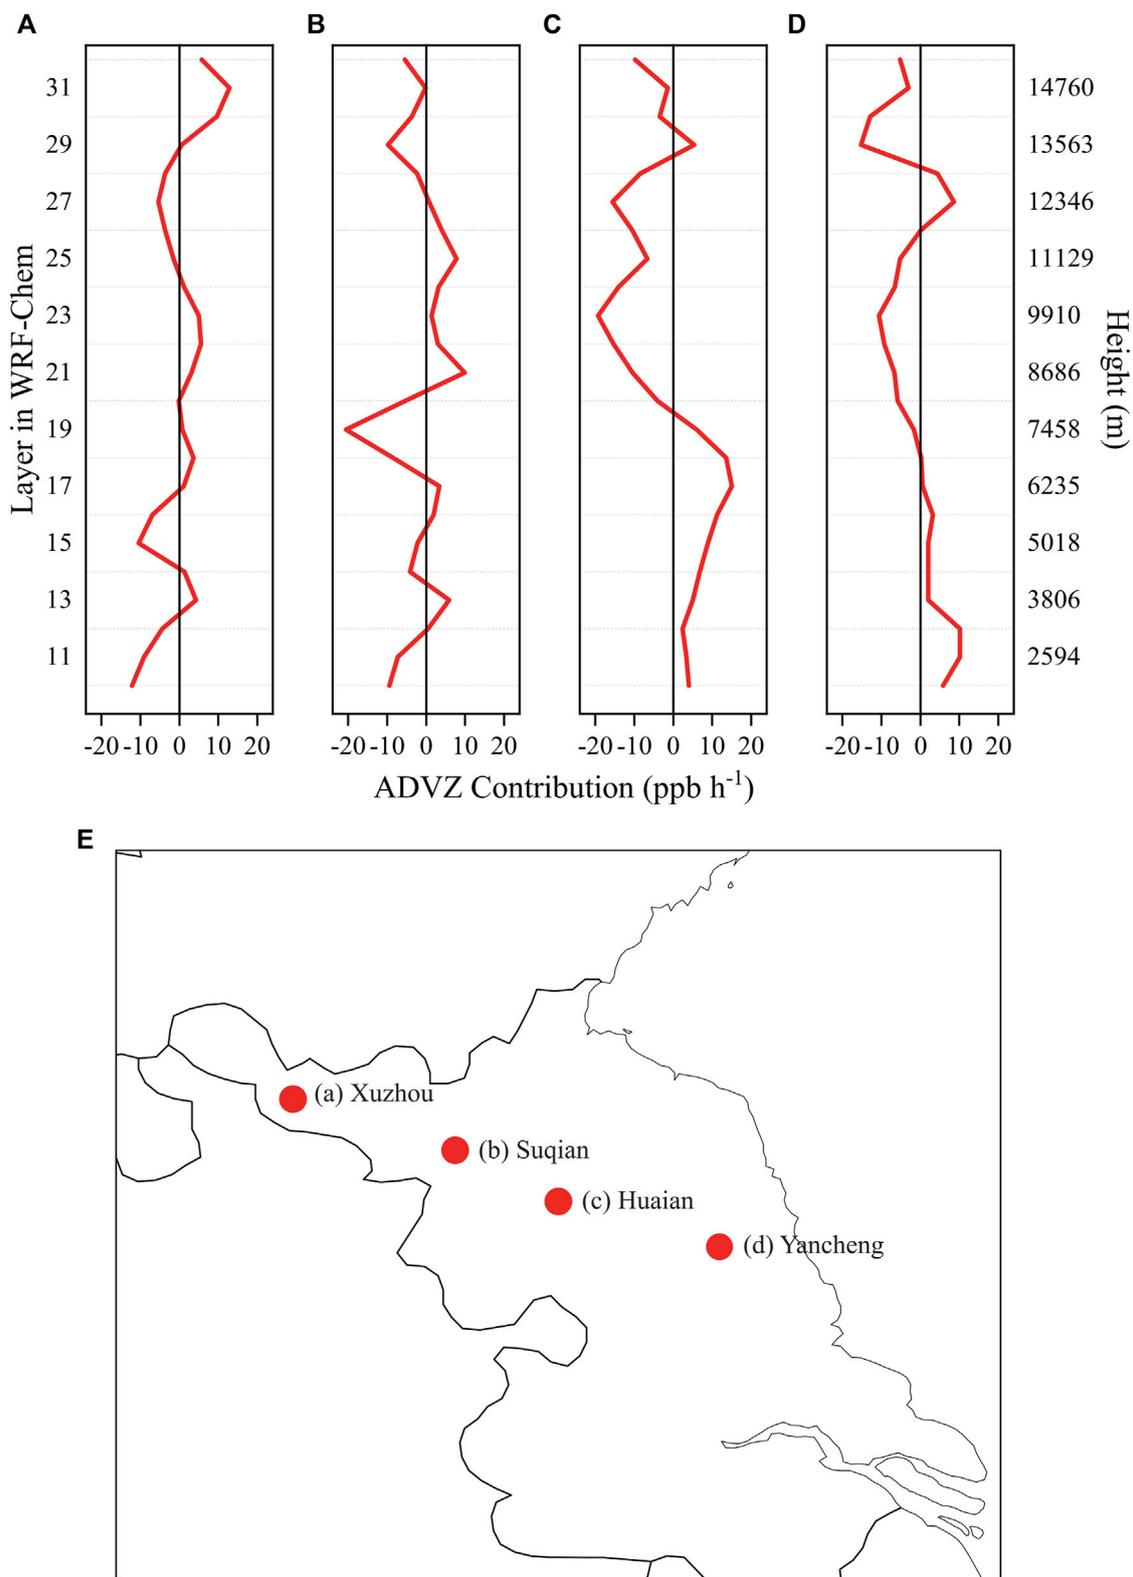 A B C D
31 14760
29 13563
27 12346
25 11129
23 9910
21 8686
19 7458
17 6235
15 5018
13 3806
11 2594
Layer in WRF-Chem
Height (m)
-20 -10 0 10 20 -20 -10 0 10 20 -20 -10 0 10 20 -20 -10 0 10 20
ADVZ Contribution (ppb h-1)
E
(a) Xuzhou
(b) Suqian
(c) Huaian
(d) Yancheng